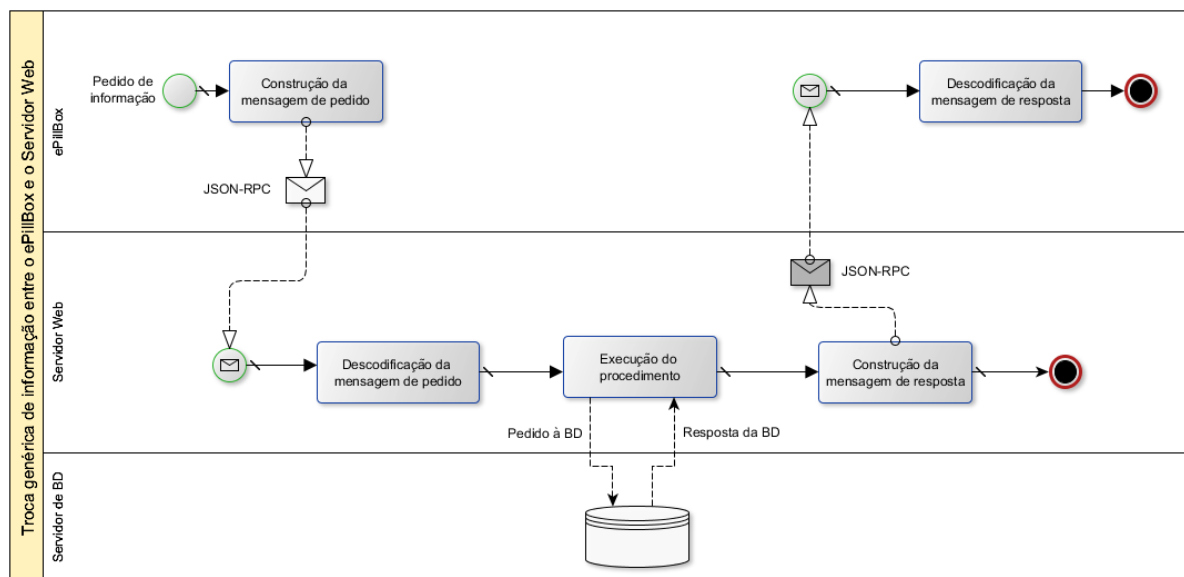 Troca genérica de informação entre o ePillBox e o Servidor Web
ePillBox
Pedido de
informação
Construção da
mensagem de pedido
JSON-RPC
Descodificação da
mensagem de resposta
Servidor Web
Descodificação da
mensagem de pedido
Execução do
procedimento
JSON-RPC
Construção da
mensagem de resposta
Pedido à BD
Resposta da BD
Servidor de BD